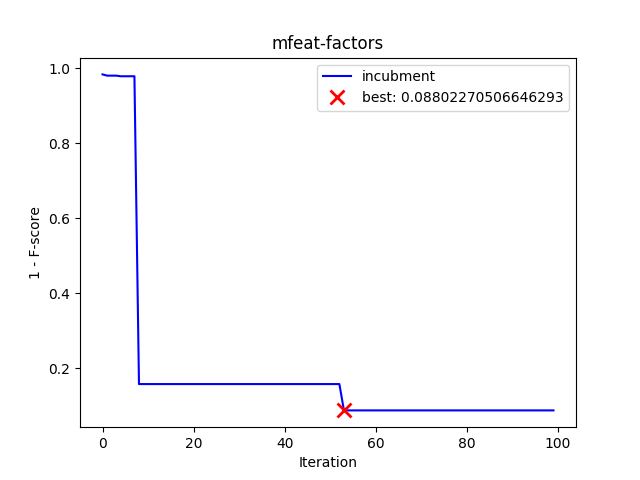 mfeat-factors
incubment
best: 0.08802270506646293
1.0
0.8
0.6
0.4
0.2
1 - F-score
0 20 40 60 80 100
Iteration